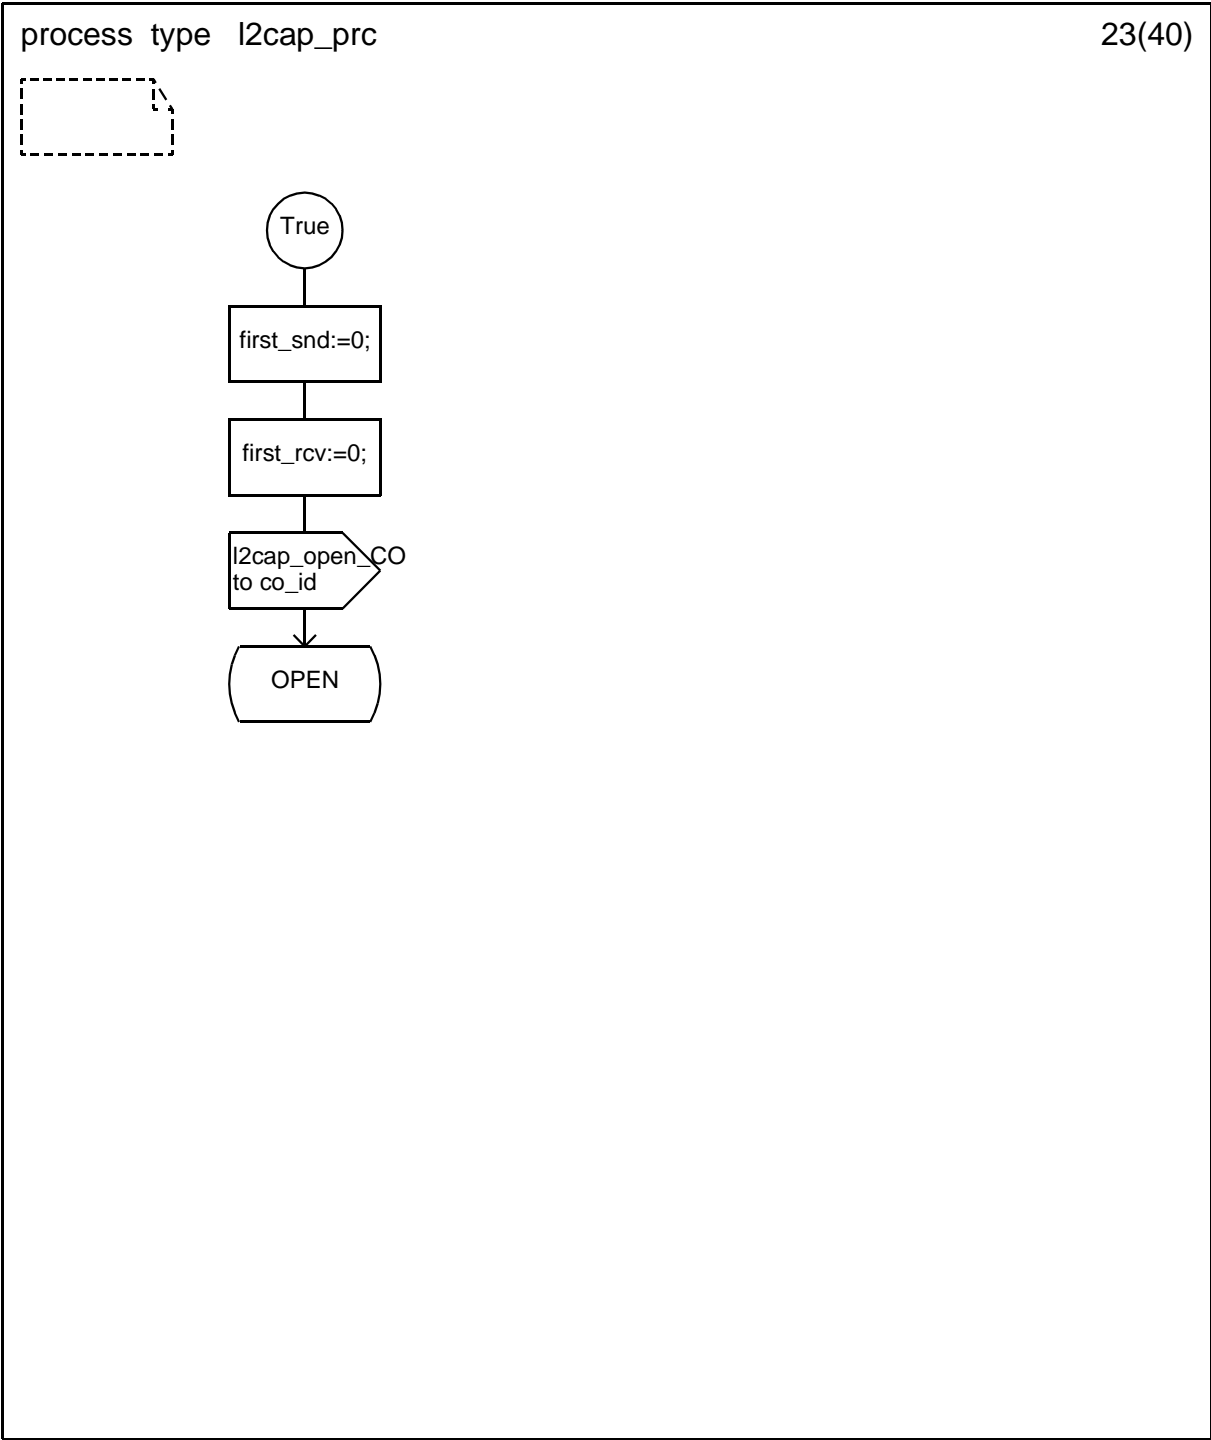 process type l2cap_prc
23(40)
True
first_snd:=0;
first_rcv:=0;
l2cap_open_CO
to co_id
OPEN